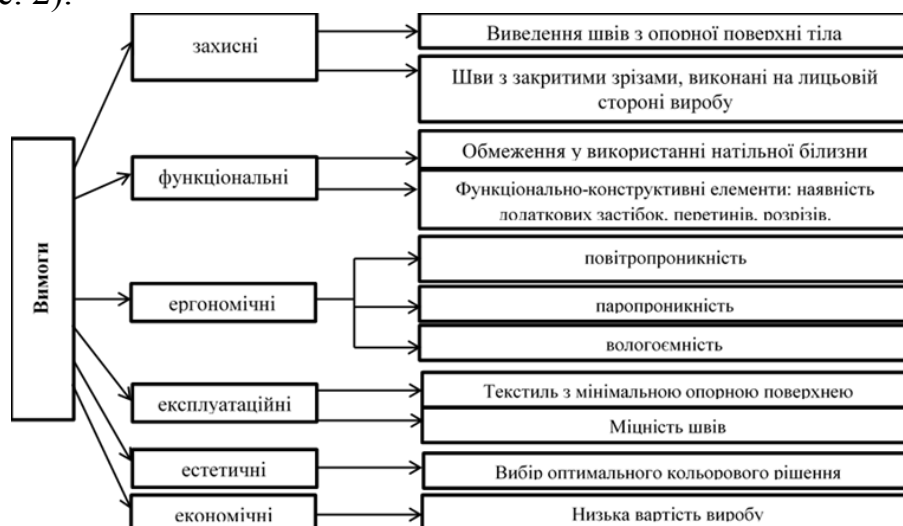 с. 2).
Вимоги
захисні
Виведення швів з опорної поверхні тіла
Шви з закритими зрізами, виконані на лицьовій
стороні виробу
функціональні
Обмеження у використанні натільної білизни
Функціонально-конструктивні елементи: наявність
додаткових застібок, перетинів, розрізів,
ергономічні
повітропроникність
паропроникність
вологоємність
експлуатаційні
Текстиль з мінімальною опорною поверхнею
Міцність швів
естетичні
Вибір оптимального кольорового рішення
економічні
Низька вартість виробу